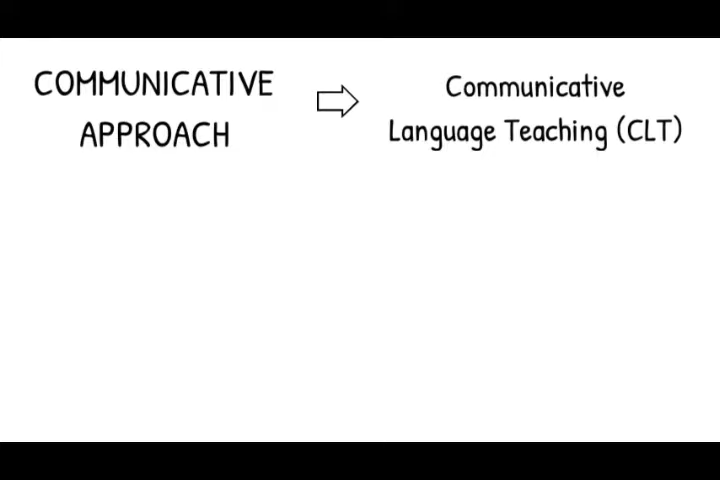 COMMUNICATIVE
APPROACH
Communicative
Language Teaching (CLT)